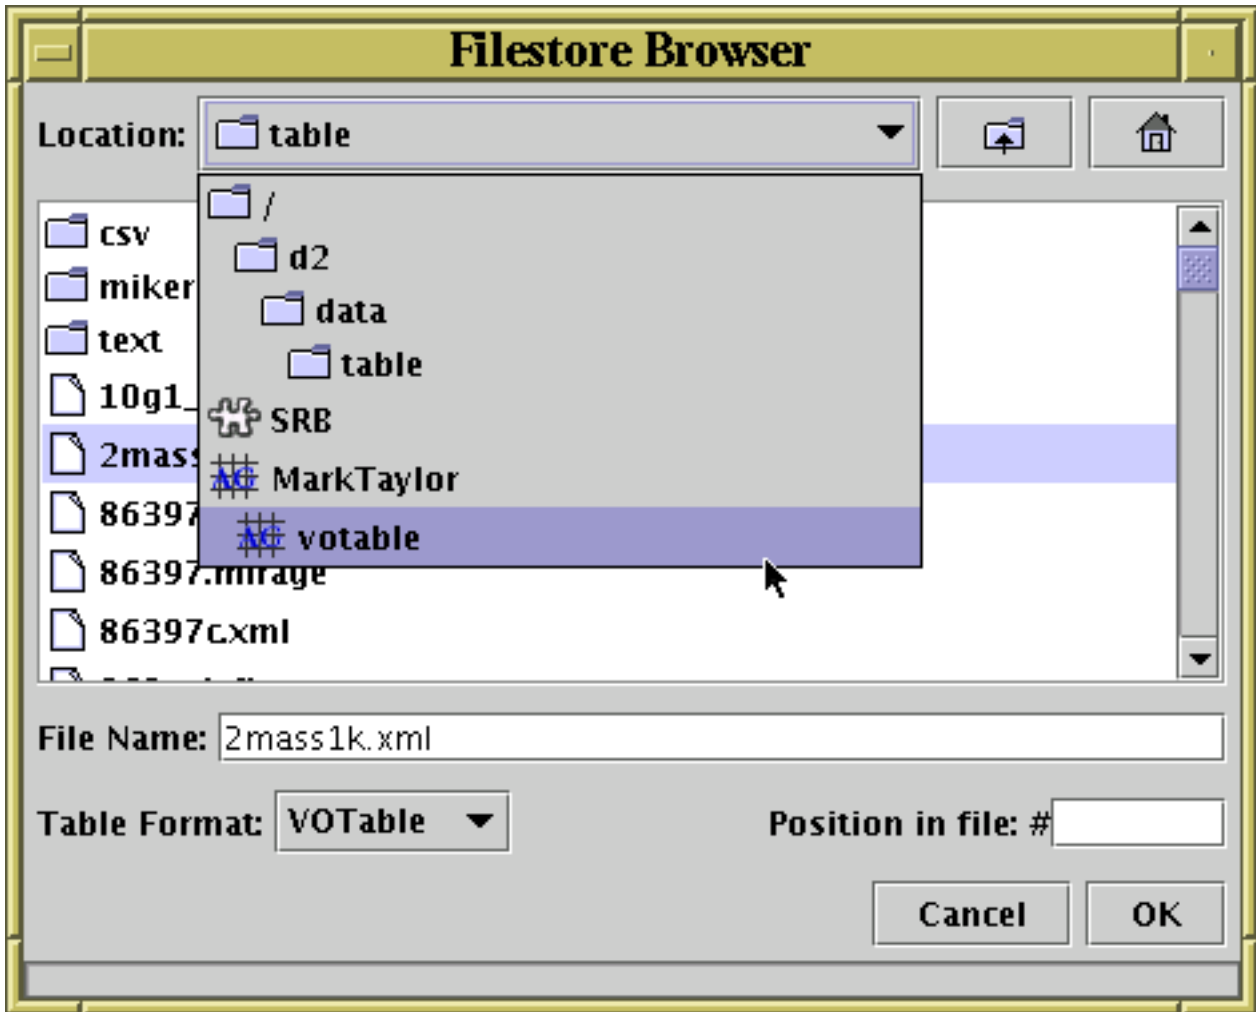 Filestore Browser
Location: table
/
d2
data
table
SRB
MarkTaylor
votable
csv
miker
text
10g1_
2mass
86397
86397.mirage
86397c.xml
File Name: 2mass1k.xml
Table Format: VOTable
Position in file: #
Cancel
OK